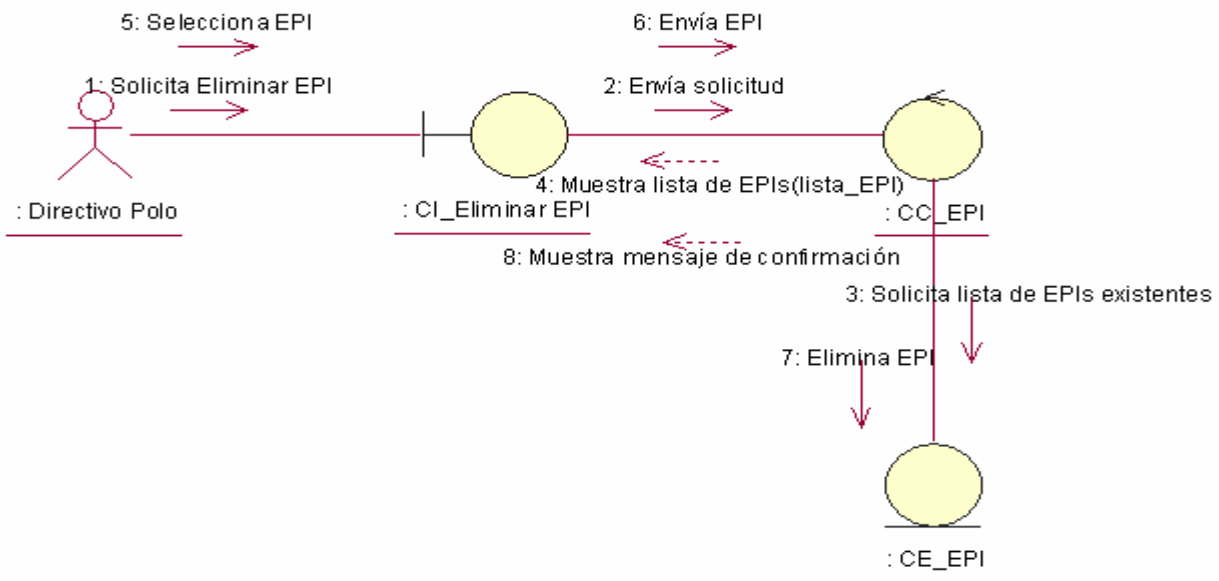 5: Selecciona EPI
6: Envía EPI
1: Solicita Eliminar EPI
2: Envía solicitud
4: Muestra lista de EPIs(lista_EPI)
: Directivo Polo
: CI_Eliminar EPI
: CC_EPI
8: Muestra mensaje de confirmación
3: Solicita lista de EPIs existentes
7: Elimina EPI
: CE_EPI